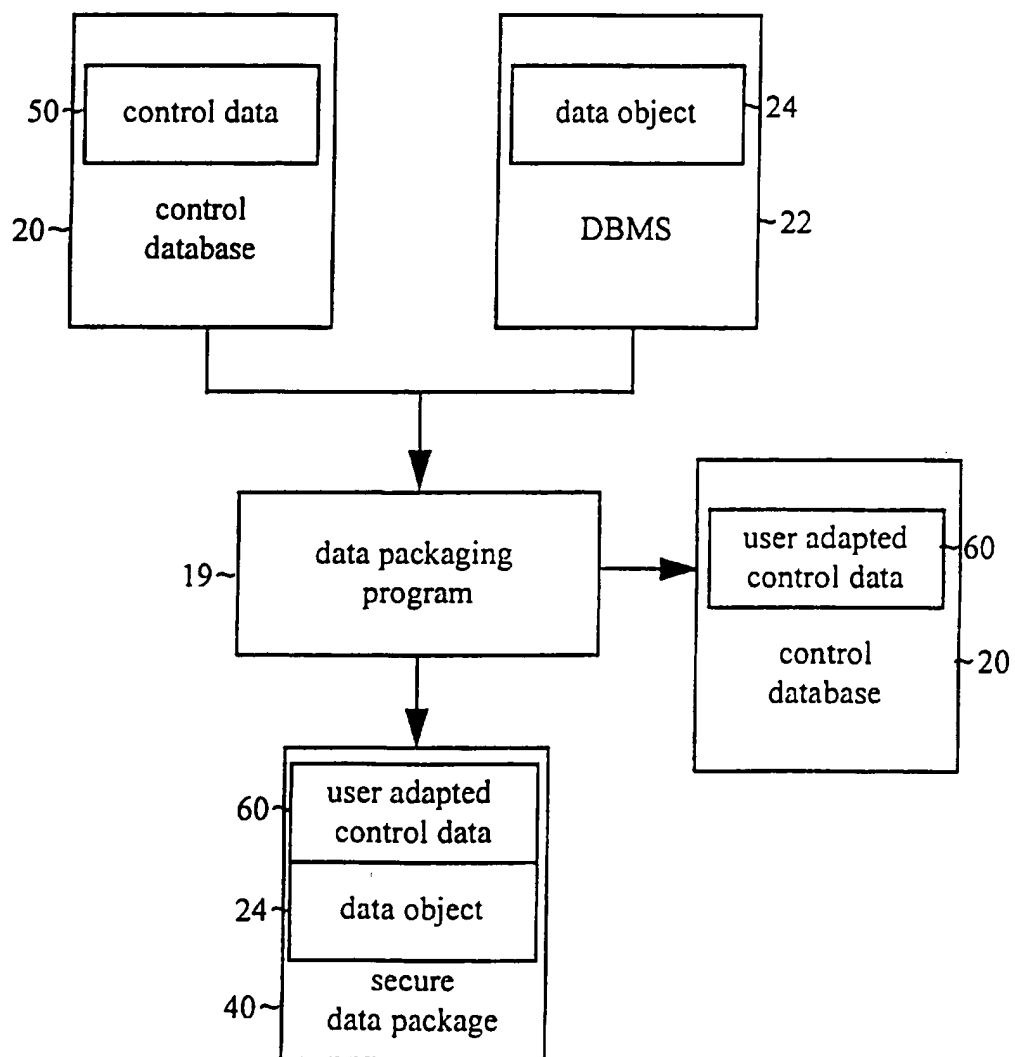 50~ control data
data object ~24
20~ control
database
DBMS ~22
19~ data packaging
program
user adapted ~60
control data
control ~20
database
60~ user adapted
control data
24~ data object
secure
40~ data package